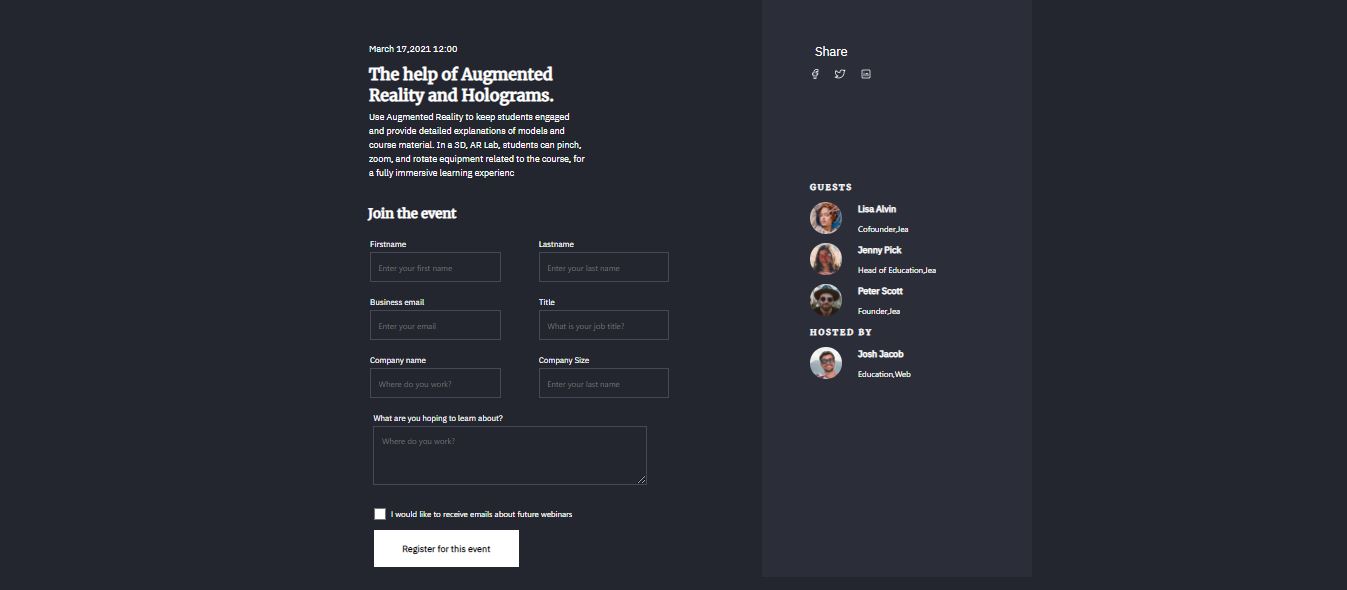 March 17,2021 12:00
The help of Augmented
Reality and Holograms.
Use Augmented Reality to keep students engaged
and provide detailed explanations of models and
course material. In a 3D, AR Lab, students can pinch,
zoom, and rotate equipment related to the course, for
a fully immersive learning experienc
Join the event
Firstname
Lastname
Enter your first name
Enter your last name
Business email
Title
Enter your email
What is your job title?
Company name
Company Size
Where do you work?
Enter your last name
What are you hoping to learn about?
Where do you work?
I would like to receive emails about future webinars
Register for this event
Share
GUESTS
Lisa Alvin
Cofounder,Jea
Jenny Pick
Head of Education,Jea
Peter Scott
Founder,Jea
HOSTED BY
Josh Jacob
Education,Web